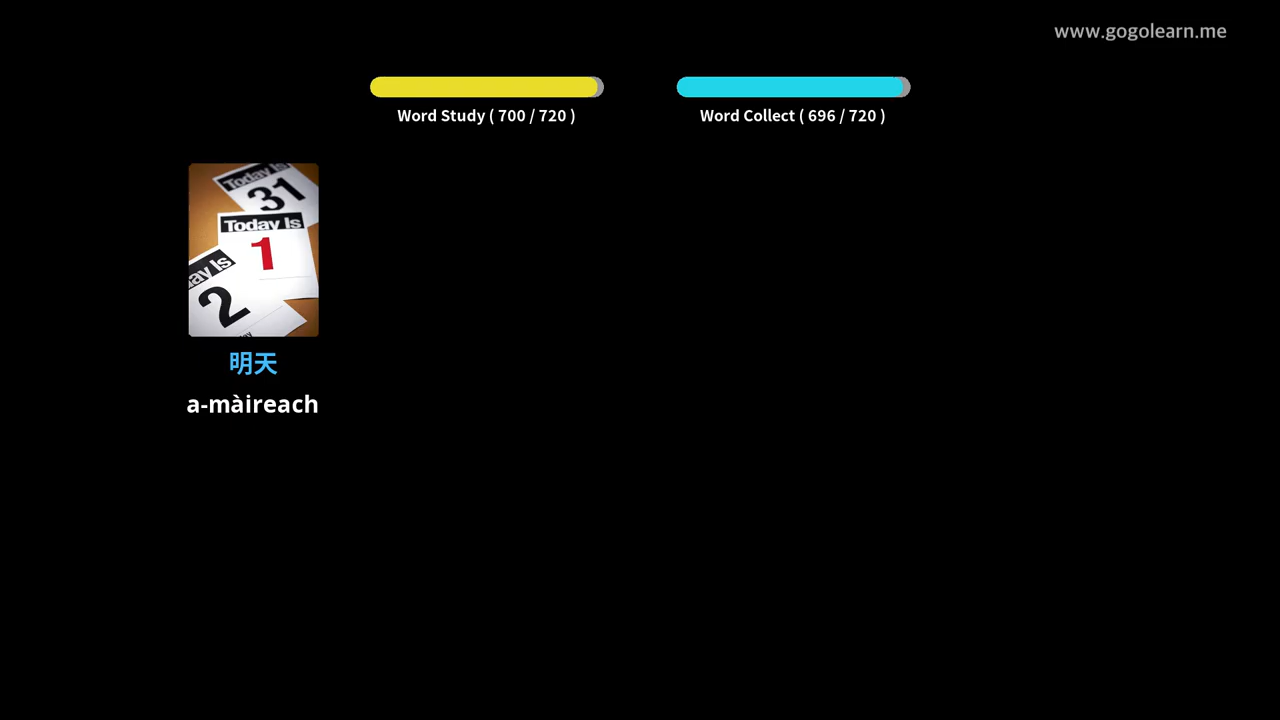 www.gogolearn.me
Word Study ( 700 / 720 )
Word Collect ( 696 / 720 )
Today Is
31
Today Is
1
ay Is
2
明天
a-màireach